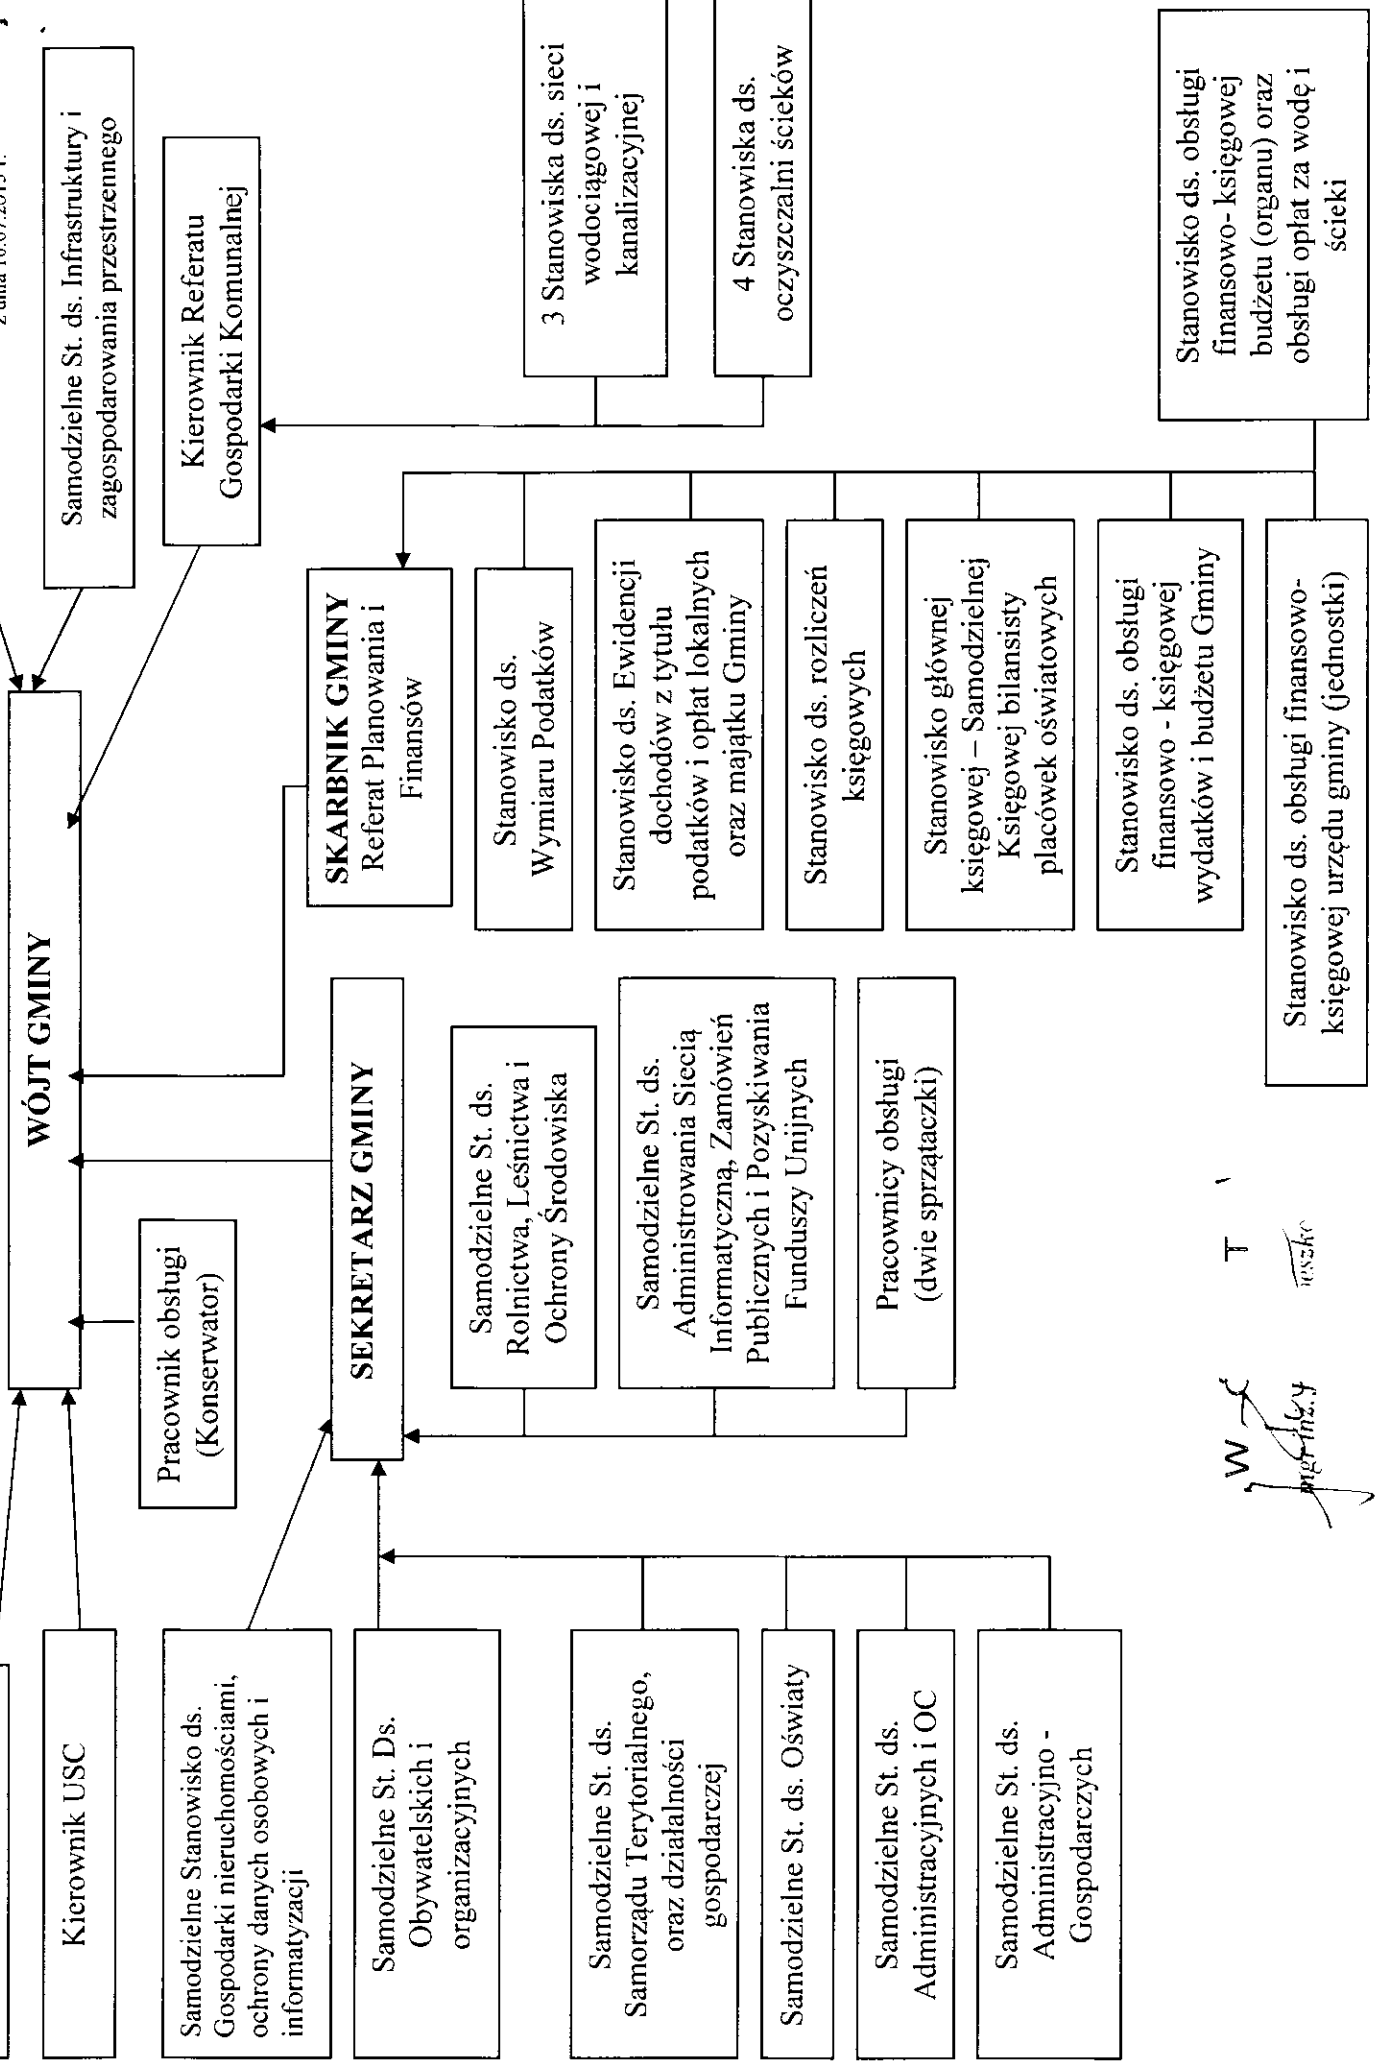 WÓJT GMINY
Samodzielne St. ds. Infrastruktury i
zagospodarowania przestrzennego
Kierownik USC
Pracownik obsługi
(Konserwator)
Kierownik Referatu
Gospodarki Komunalnej
Samodzielne Stanowisko ds.
Gospodarki nieruchomościami,
ochrony danych osobowych i
informatyzacji
SEKRETARZ GMINY
SKARBNIK GMINY
Referat Planowania i
Finansów
Samodzielne St. Ds.
Obywatelskich i
organizacyjnych
Samodzielne St. ds.
Rolnictwa, Leśnictwa i
Ochrony Środowiska
Stanowisko ds.
Wymiaru Podatków
3 Stanowiska ds. sieci
wodociągowej i
kanalizacyjnej
Samodzielne St. ds.
Samorządu Terytorialnego,
oraz działalności
gospodarczej
Samodzielne St. ds.
Administrowania Siecią
Informatyczną, Zamówień
Publicznych i Pozyskiwania
Funduszy Unijnych
Stanowisko ds. Ewidencji
dochodów z tytułu
podatków i opłat lokalnych
oraz majątku Gminy
4 Stanowiska ds.
oczyszczalni ścieków
Samodzielne St. ds. Oświaty
Stanowisko ds. rozliczeń
księgowych
Samodzielne St. ds.
Administracyjnych i OC
Pracownicy obsługi
(dwie sprzątaczki)
Stanowisko głównej
księgowej – Samodzielnej
Księgowej bilansisty
placówek oświatowych
Samodzielne St. ds.
Administracyjno -
Gospodarczych
Stanowisko ds. obsługi
finansowo - księgowej
wydatków i budżetu Gminy
Stanowisko ds. obsługi
finansowo- księgowej
budżetu (organu) oraz
obsługi opłat za wodę i
ścieki
Stanowisko ds. obsługi finansowo-
księgowej urzędu gminy (jednostki)
W T
mgr inż.